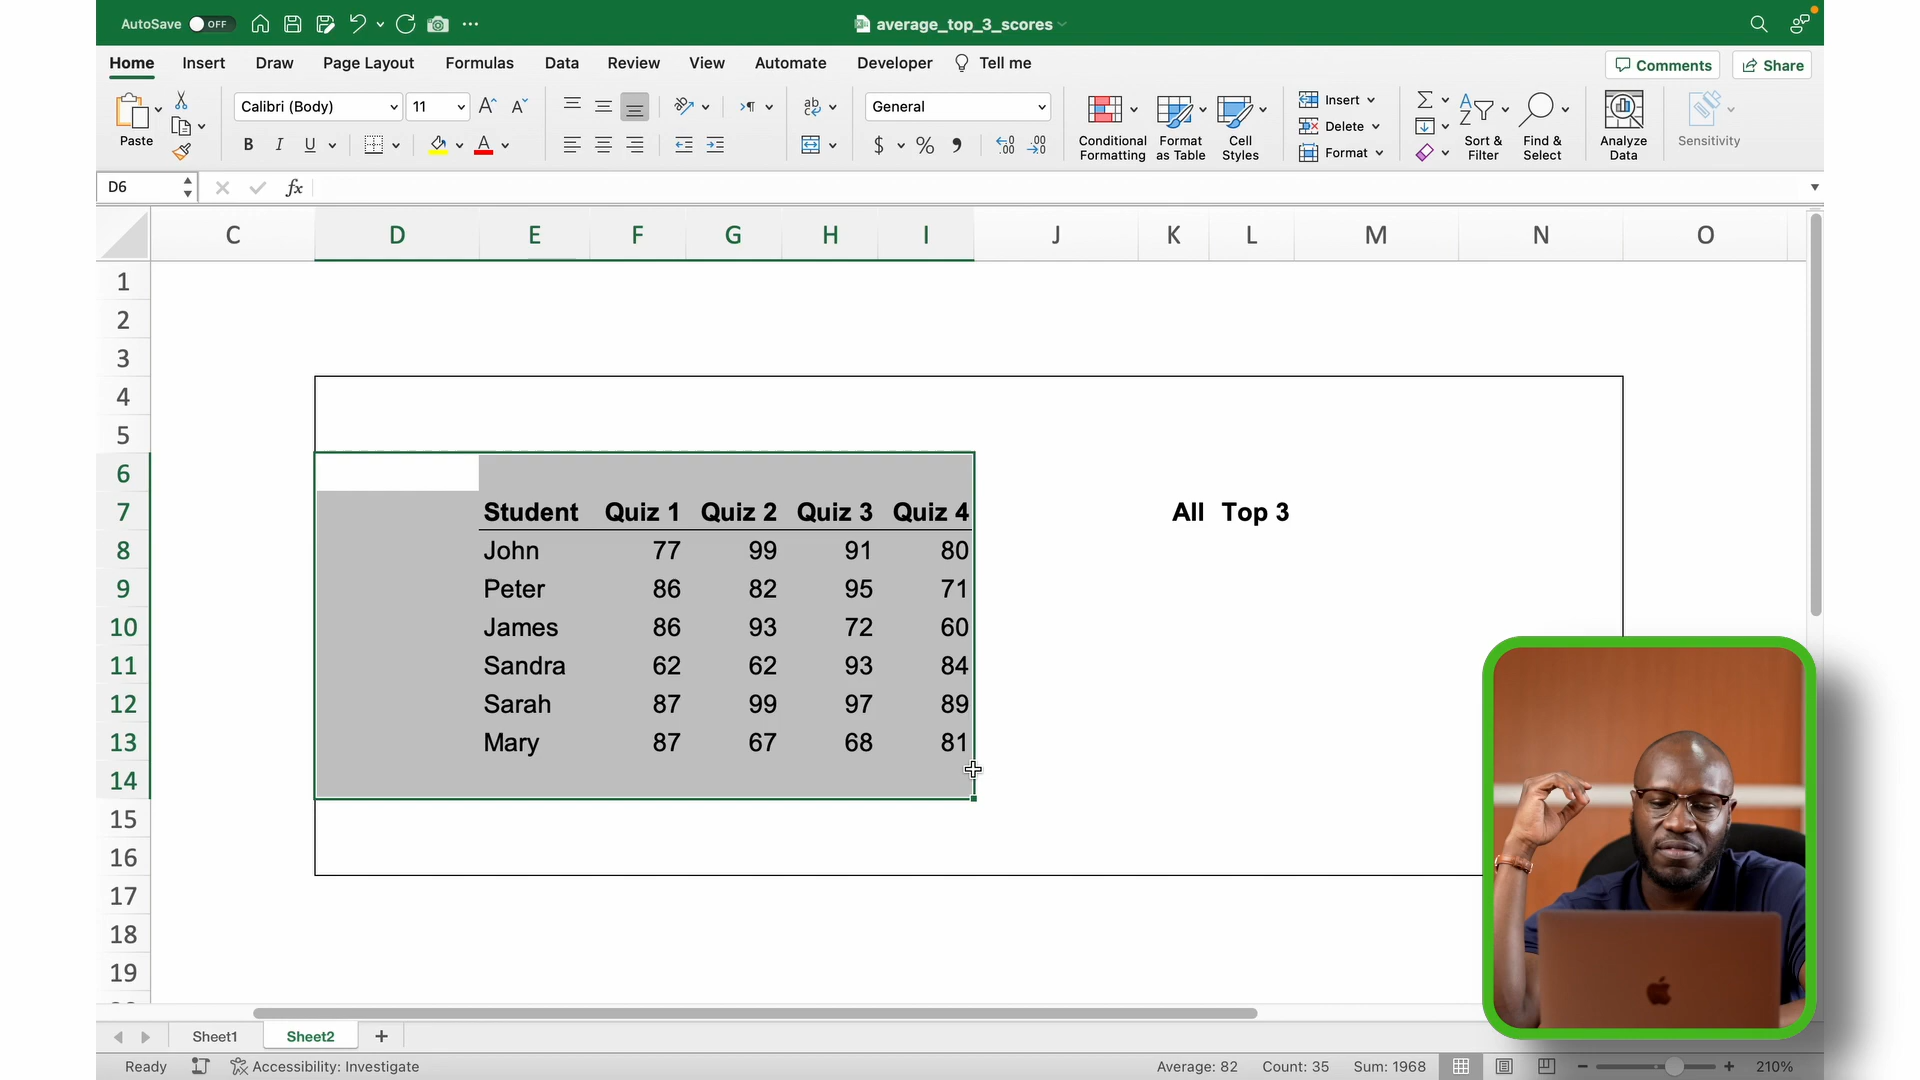 AutoSave OFF
average_top_3_scores
Home Insert Draw Page Layout Formulas Data Review View Automate Developer Tell me
Comments Share
Paste
Calibri (Body) 11
General
Conditional Formatting
Format as Table
Cell Styles
Insert
Delete
Format
Sort & Filter
Find & Select
Analyze Data
Sensitivity
B I U
D6 fx
C D E F G H I J K L M N O
1
2
3
4
5
6
7 Student Quiz 1 Quiz 2 Quiz 3 Quiz 4 All Top 3
8 John 77 99 91 80
9 Peter 86 82 95 71
10 James 86 93 72 60
11 Sandra 62 62 93 84
12 Sarah 87 99 97 89
13 Mary 87 67 68 81
14
15
16
17
18
19
Sheet1 Sheet2
Ready Accessibility: Investigate Average: 82 Count: 35 Sum: 1968 210%